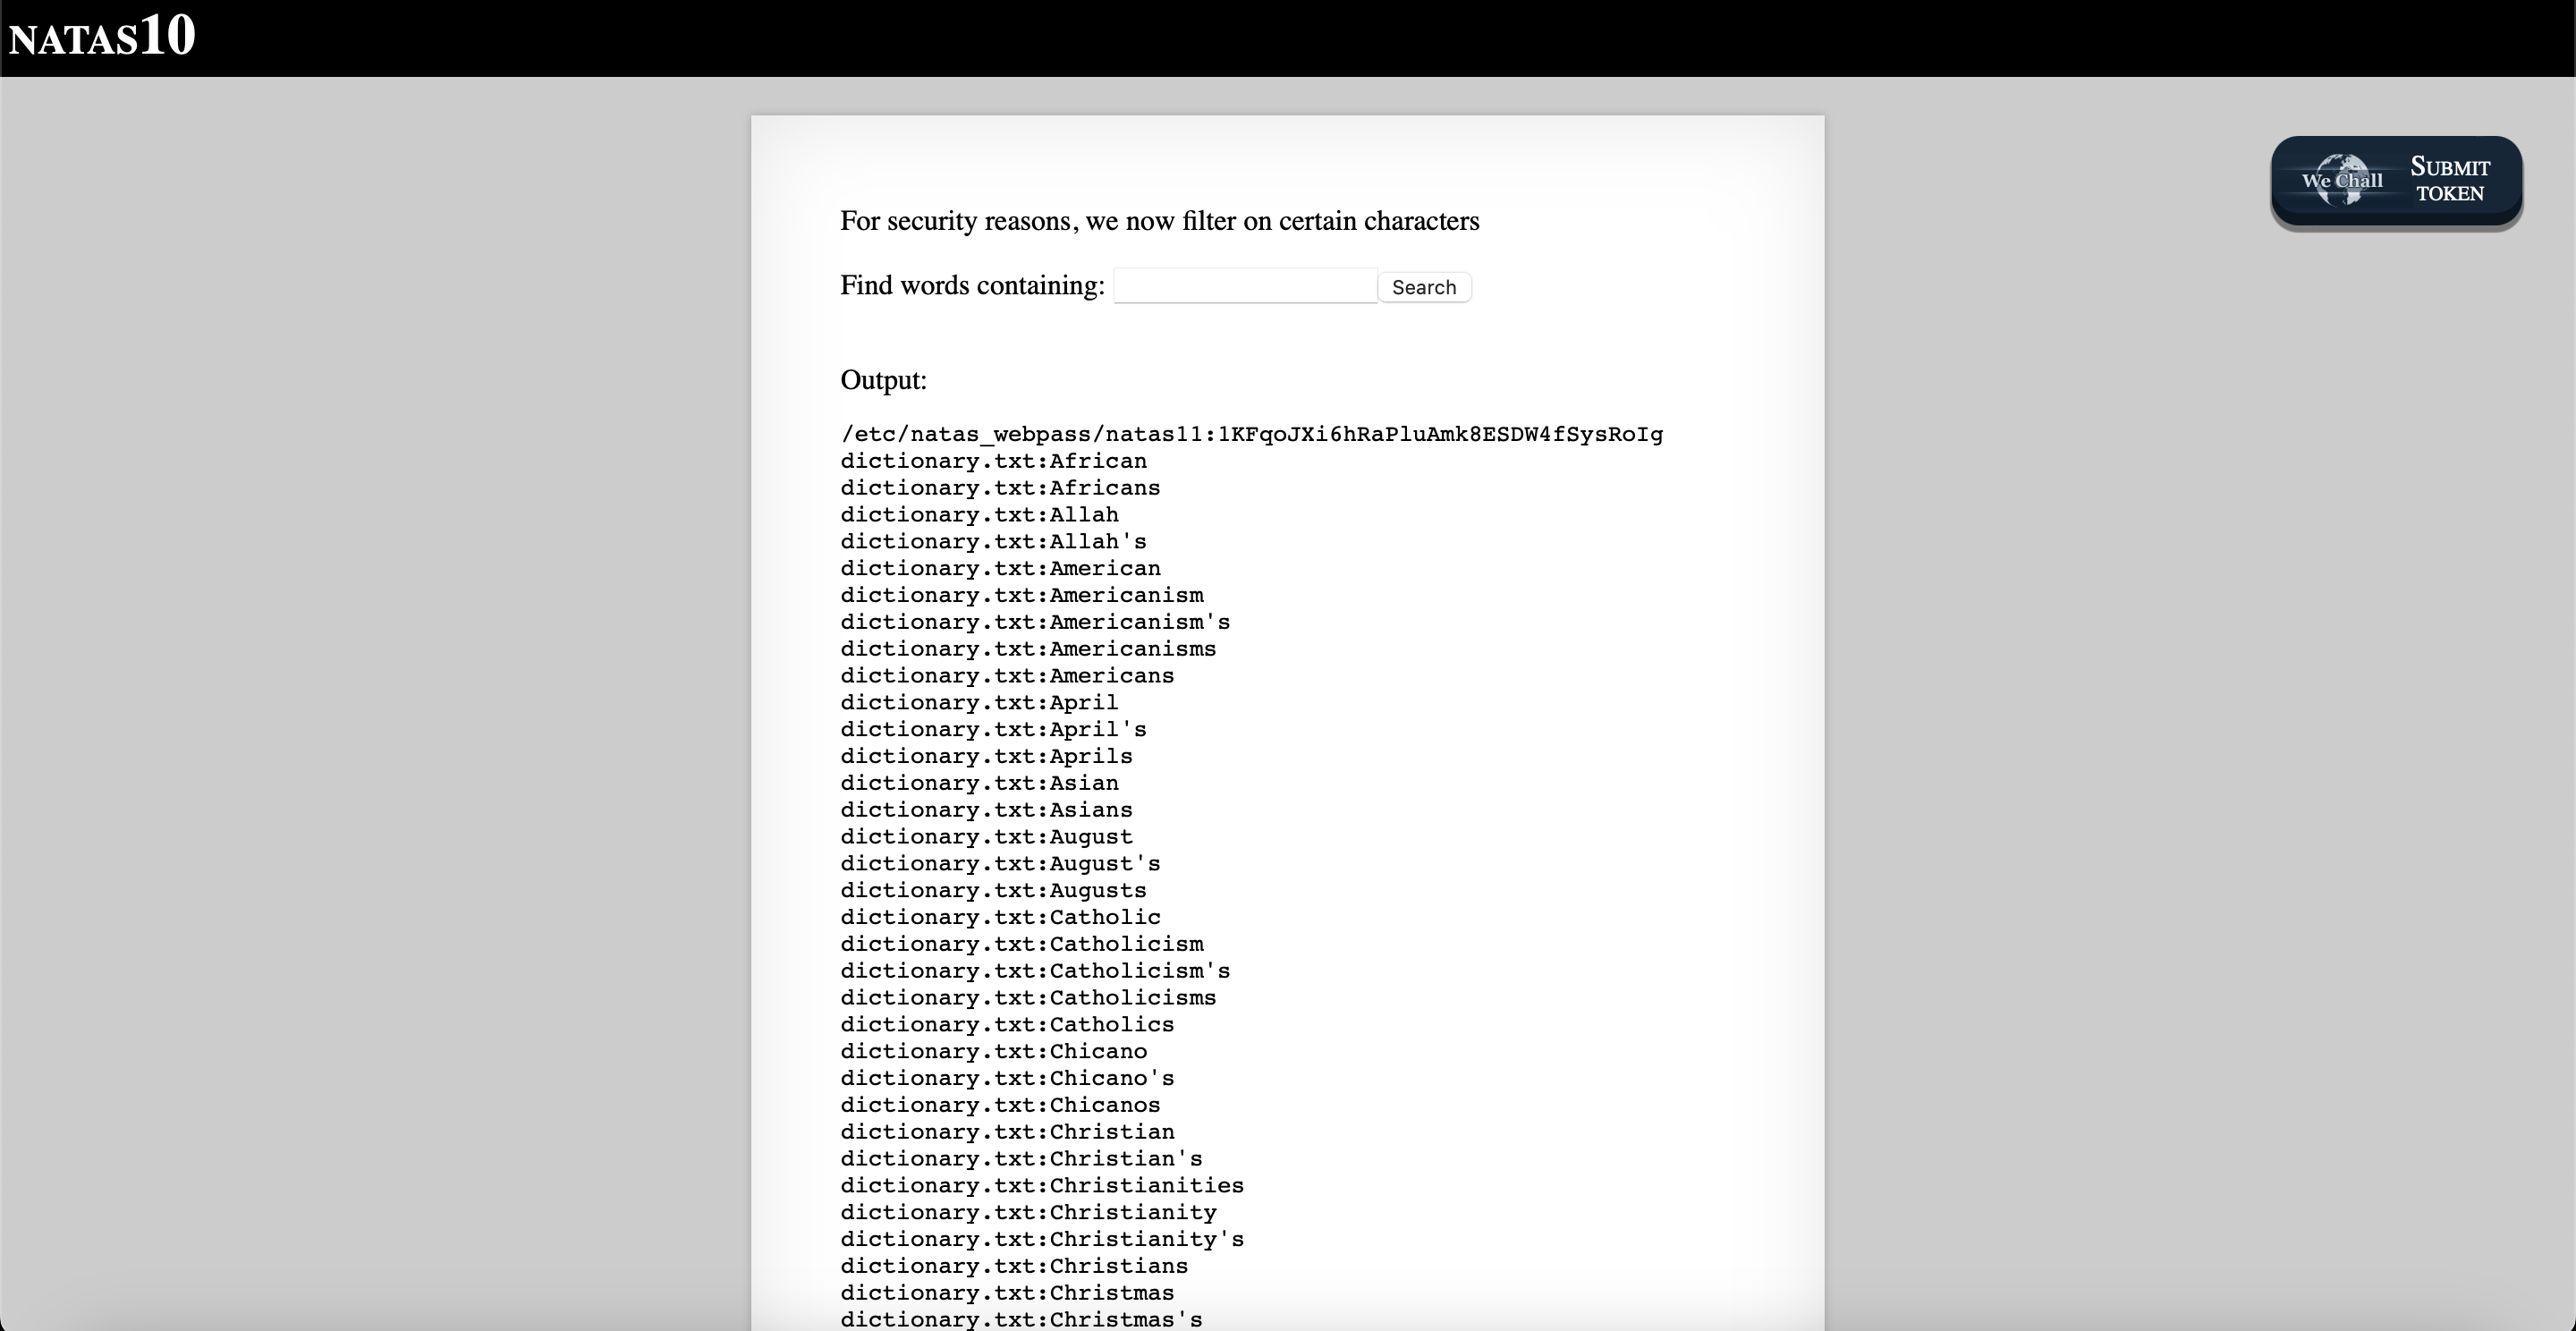 NATAS10
For security reasons, we now filter on certain characters
Find words containing: Search
We Chall SUBMIT TOKEN
Output:
/etc/natas_webpass/natas11:1KFqoJXi6hRaPluAmk8ESDW4fSysRoIg
dictionary.txt:African
dictionary.txt:Africans
dictionary.txt:Allah
dictionary.txt:Allah's
dictionary.txt:American
dictionary.txt:Americanism
dictionary.txt:Americanism's
dictionary.txt:Americanisms
dictionary.txt:Americans
dictionary.txt:April
dictionary.txt:April's
dictionary.txt:Aprils
dictionary.txt:Asian
dictionary.txt:Asians
dictionary.txt:August
dictionary.txt:August's
dictionary.txt:Augusts
dictionary.txt:Catholic
dictionary.txt:Catholicism
dictionary.txt:Catholicism's
dictionary.txt:Catholicisms
dictionary.txt:Catholics
dictionary.txt:Chicano
dictionary.txt:Chicano's
dictionary.txt:Chicanos
dictionary.txt:Christian
dictionary.txt:Christian's
dictionary.txt:Christianities
dictionary.txt:Christianity
dictionary.txt:Christianity's
dictionary.txt:Christians
dictionary.txt:Christmas
dictionary.txt:Christmas's